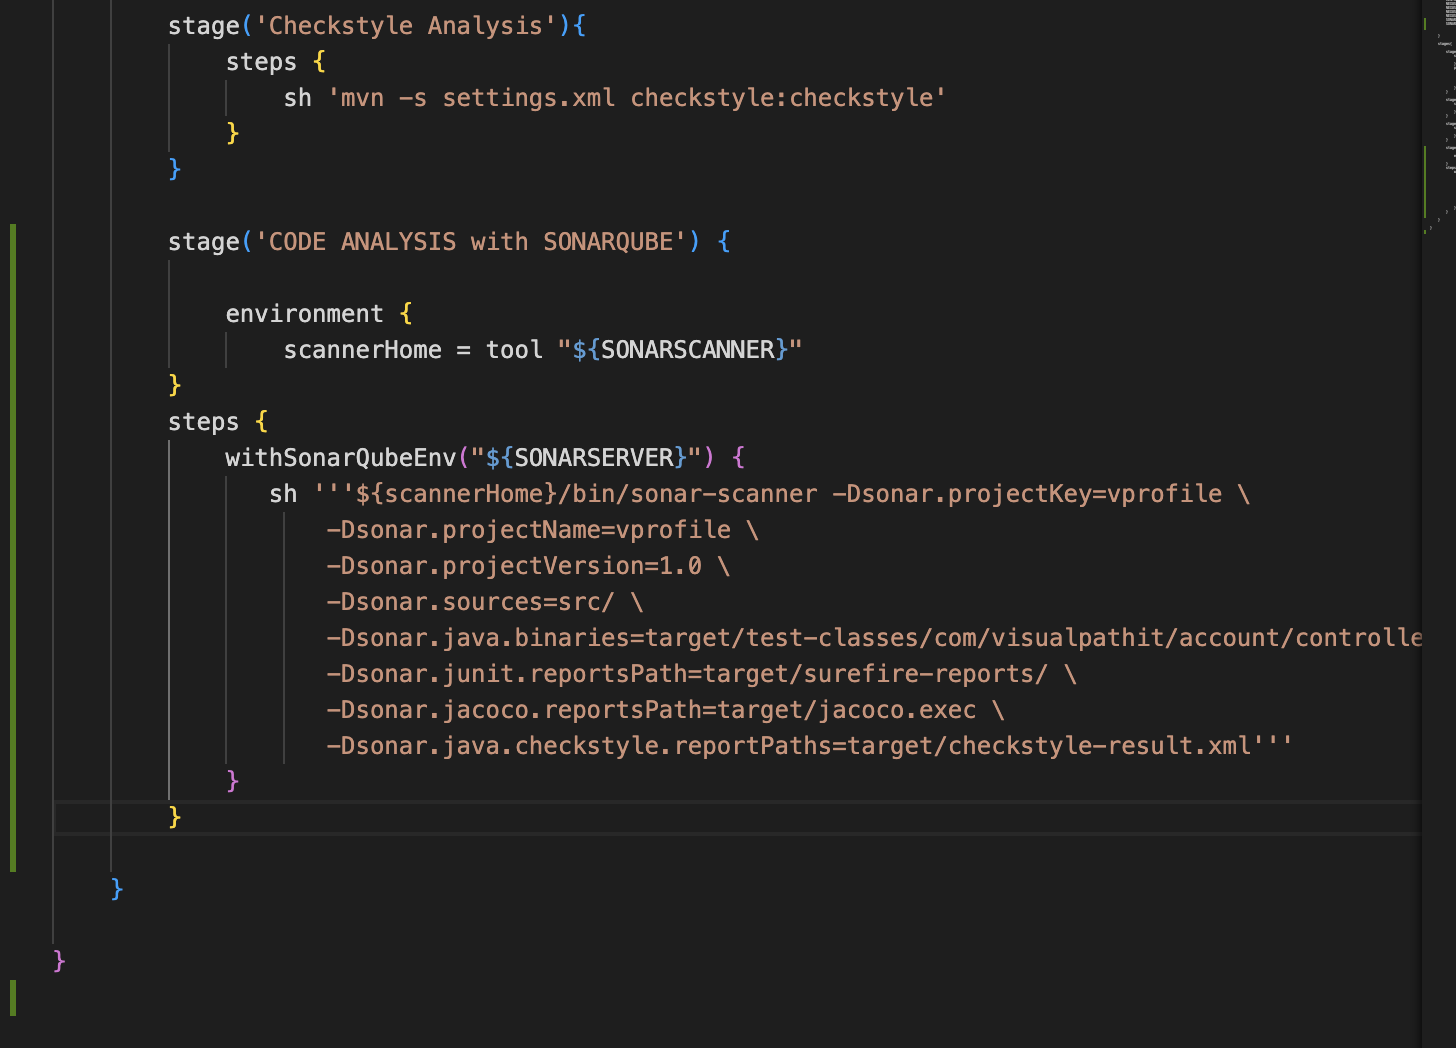 stage('Checkstyle Analysis'){
steps {
sh 'mvn -s settings.xml checkstyle:checkstyle'
}
}
stage('CODE ANALYSIS with SONARQUBE') {
environment {
scannerHome = tool "${SONARSCANNER}"
}
steps {
withSonarQubeEnv("${SONARSERVER}") {
sh '''${scannerHome}/bin/sonar-scanner -Dsonar.projectKey=vprofile \
-Dsonar.projectName=vprofile \
-Dsonar.projectVersion=1.0 \
-Dsonar.sources=src/ \
-Dsonar.java.binaries=target/test-classes/com/visualpathit/account/controlle
-Dsonar.junit.reportsPath=target/surefire-reports/ \
-Dsonar.jacoco.reportsPath=target/jacoco.exec \
-Dsonar.java.checkstyle.reportPaths=target/checkstyle-result.xml'''
}
}
}
}